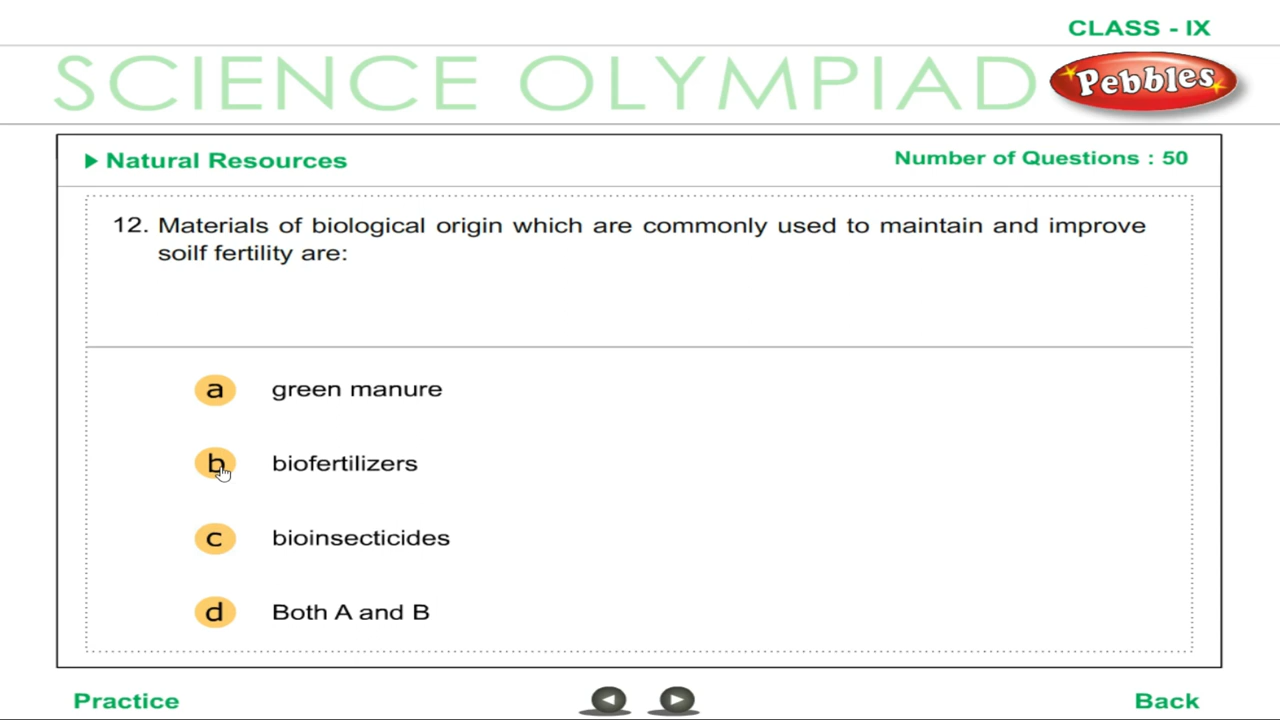 CLASS - IX
SCIENCE OLYMPIAD
Pebbles
Natural Resources
Number of Questions : 50
12. Materials of biological origin which are commonly used to maintain and improve
soilf fertility are:
a green manure
b biofertilizers
c bioinsecticides
d Both A and B
Practice
Back